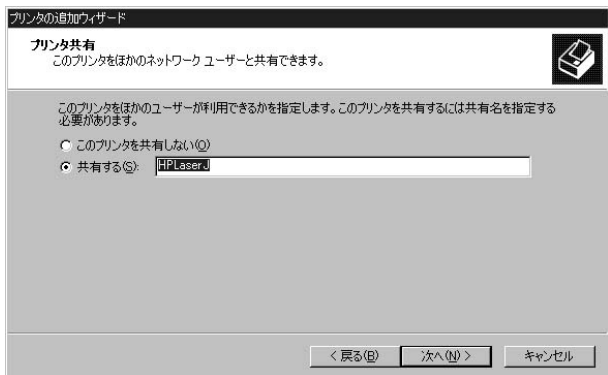 プリンタの追加ウィザード
プリンタ共有
このプリンタをほかのネットワーク ユーザーと共有できます。
このプリンタをほかのユーザーが利用できるかを指定します。このプリンタを共有するには共有名を指定する
必要があります。
このプリンタを共有しない(O)
共有する(S): HPLaserJ
< 戻る(B) 次へ(N) > キャンセル